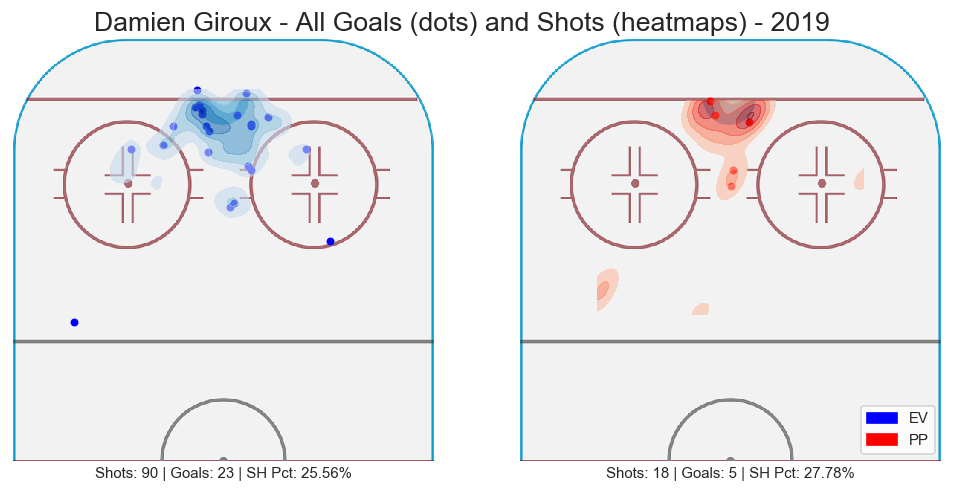 Damien Giroux - All Goals (dots) and Shots (heatmaps) - 2019
EV
PP
Shots: 90 | Goals: 23 | SH Pct: 25.56%
Shots: 18 | Goals: 5 | SH Pct: 27.78%